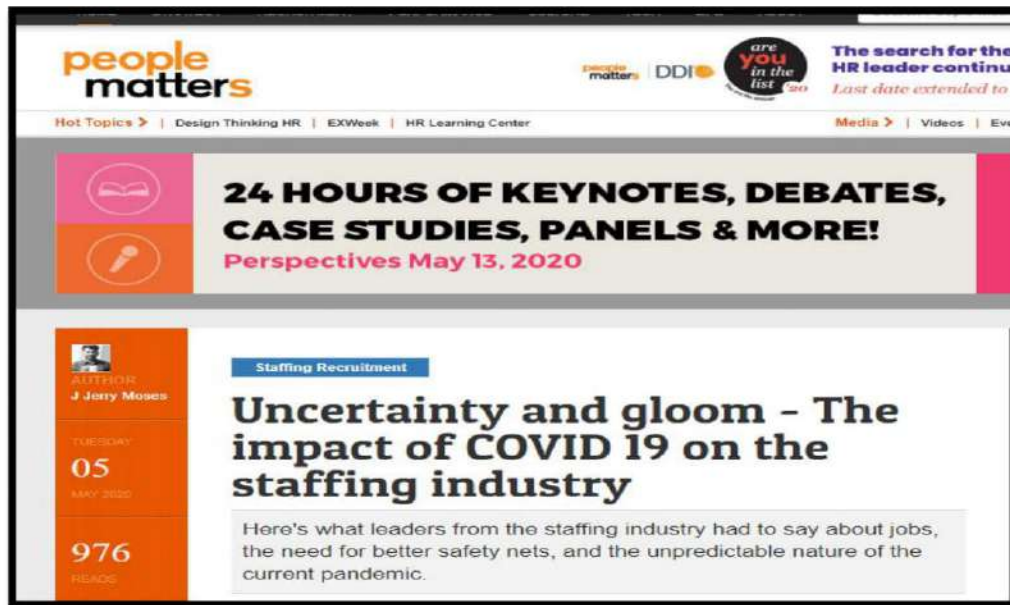 people
matters
people
matters DDI
are
you
in the
list '20
The search for the
HR leader continu
Last date extended to
Hot Topics > | Design Thinking HR | EXWeek | HR Learning Center
Media > | Videos | Eve
24 HOURS OF KEYNOTES, DEBATES,
CASE STUDIES, PANELS & MORE!
Perspectives May 13, 2020
AUTHOR
J Jerry Moses
TUESDAY
05
MAY 2020
976
READS
Staffing Recruitment
Uncertainty and gloom - The
impact of COVID 19 on the
staffing industry
Here's what leaders from the staffing industry had to say about jobs,
the need for better safety nets, and the unpredictable nature of the
current pandemic.